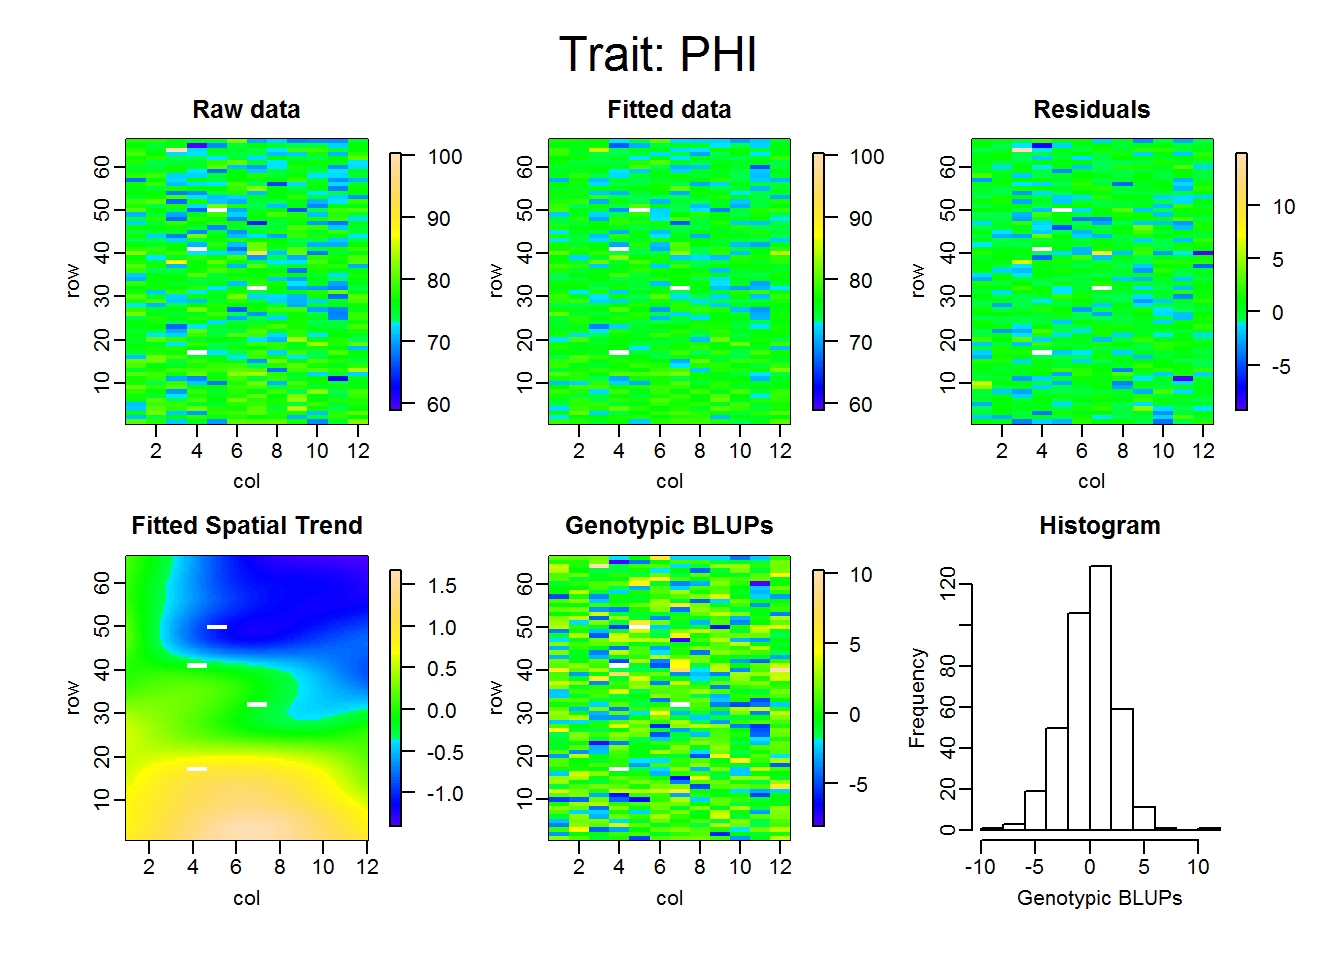 Trait: PHI
Raw data
Fitted data
Residuals
row
60
50
40
30
20
10
2 4 6 8 10 12
col
100
90
80
70
60
row
60
50
40
30
20
10
2 4 6 8 10 12
col
100
90
80
70
60
row
60
50
40
30
20
10
2 4 6 8 10 12
col
10
5
0
-5
Fitted Spatial Trend
Genotypic BLUPs
Histogram
row
60
50
40
30
20
10
2 4 6 8 10 12
col
1.5
1.0
0.5
0.0
-0.5
-1.0
row
60
50
40
30
20
10
2 4 6 8 10 12
col
10
5
0
-5
Frequency
120
80
60
40
20
0
-10 -5 0 5 10
Genotypic BLUPs